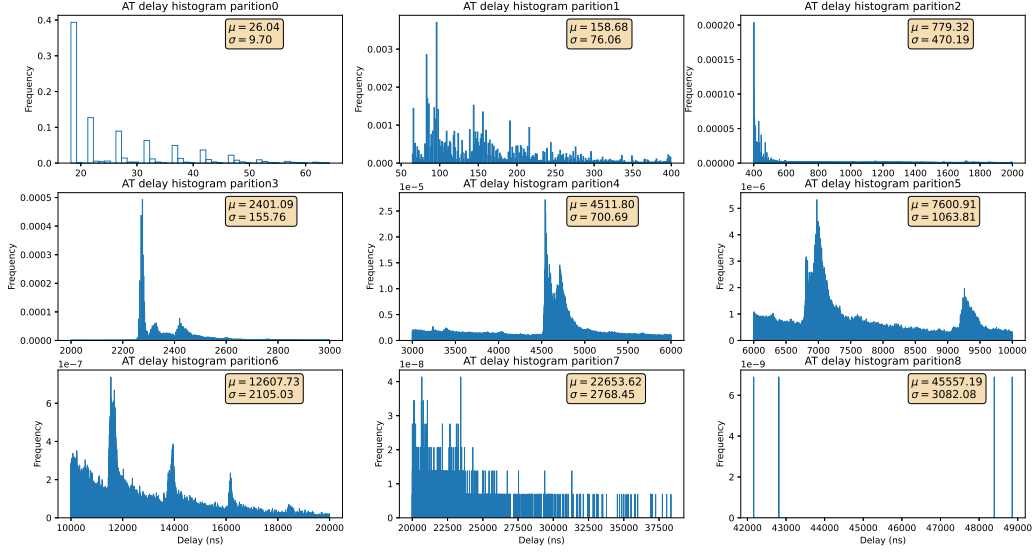 AT delay histogram parition0
AT delay histogram parition1
AT delay histogram parition2
μ = 26.04
σ = 9.70
μ = 158.68
σ = 76.06
μ = 779.32
σ = 470.19
Frequency
Frequency
Frequency
0.4
0.3
0.2
0.1
0.0
0.003
0.002
0.001
0.000
0.00020
0.00015
0.00010
0.00005
0.00000
20 30 40 50 60
50 100 150 200 250 300 350 400
400 600 800 1000 1200 1400 1600 1800 2000
AT delay histogram parition3
1e-5 AT delay histogram parition4
1e-6 AT delay histogram parition5
μ = 2401.09
σ = 155.76
μ = 4511.80
σ = 700.69
μ = 7600.91
σ = 1063.81
Frequency
Frequency
Frequency
0.0005
0.0004
0.0003
0.0002
0.0001
0.0000
2.5
2.0
1.5
1.0
0.5
0.0
5
4
3
2
1
0
2000 2200 2400 2600 2800 3000
3000 3500 4000 4500 5000 5500 6000
6000 6500 7000 7500 8000 8500 9000 9500 10000
1e-7 AT delay histogram parition6
1e-8 AT delay histogram parition7
1e-9 AT delay histogram parition8
μ = 12607.73
σ = 2105.03
μ = 22653.62
σ = 2768.45
μ = 45557.19
σ = 3082.08
Frequency
Frequency
Frequency
6
4
2
0
4
3
2
1
0
6
4
2
0
10000 12000 14000 16000 18000 20000
20000 22500 25000 27500 30000 32500 35000 37500
42000 43000 44000 45000 46000 47000 48000 49000
Delay (ns)
Delay (ns)
Delay (ns)